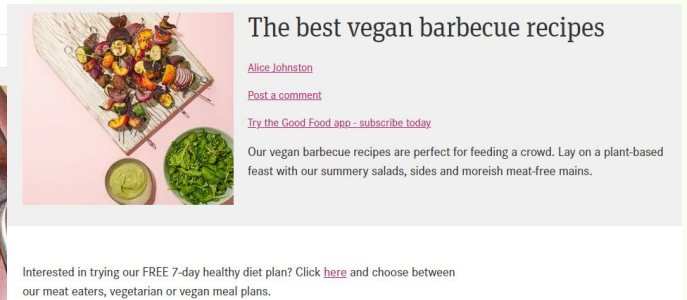 The best vegan barbecue recipes
Alice Johnston
Post a comment
Try the Good Food app - subscribe today
Our vegan barbecue recipes are perfect for feeding a crowd. Lay on a plant-based
feast with our summery salads, sides and moreish meat-free mains.
Interested in trying our FREE 7-day healthy diet plan? Click here and choose between
our meat eaters, vegetarian or vegan meal plans.